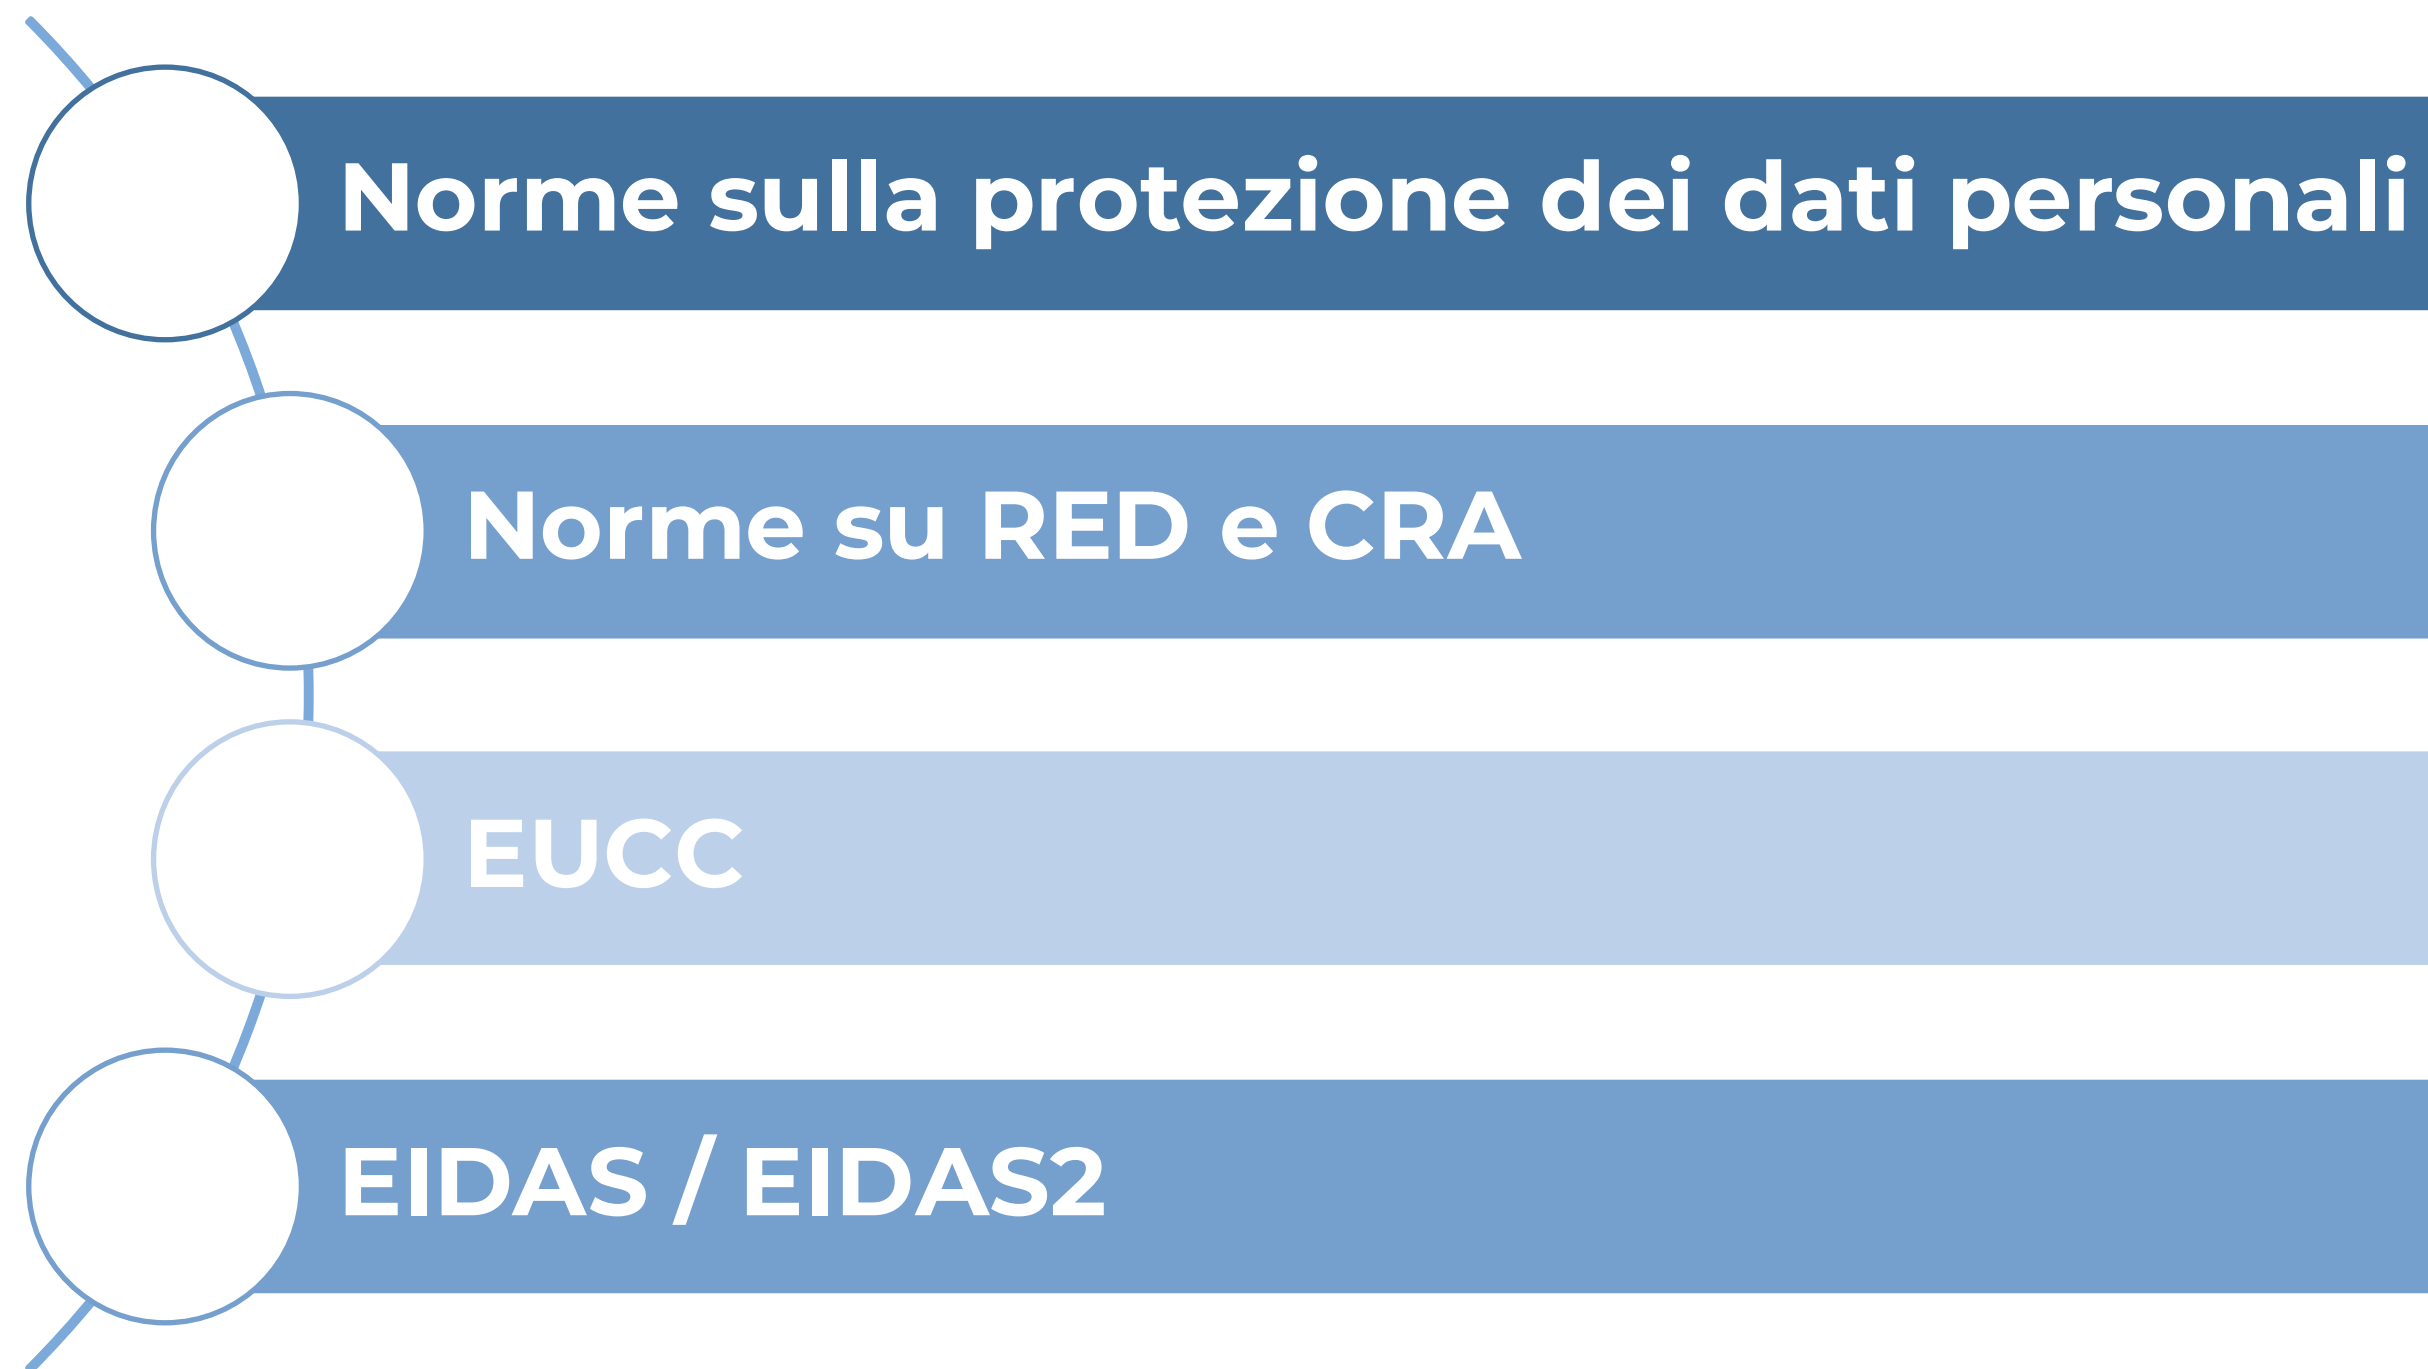 Norme sulla protezione dei dati personali
Norme su RED e CRA
EUCC
EIDAS / EIDAS2